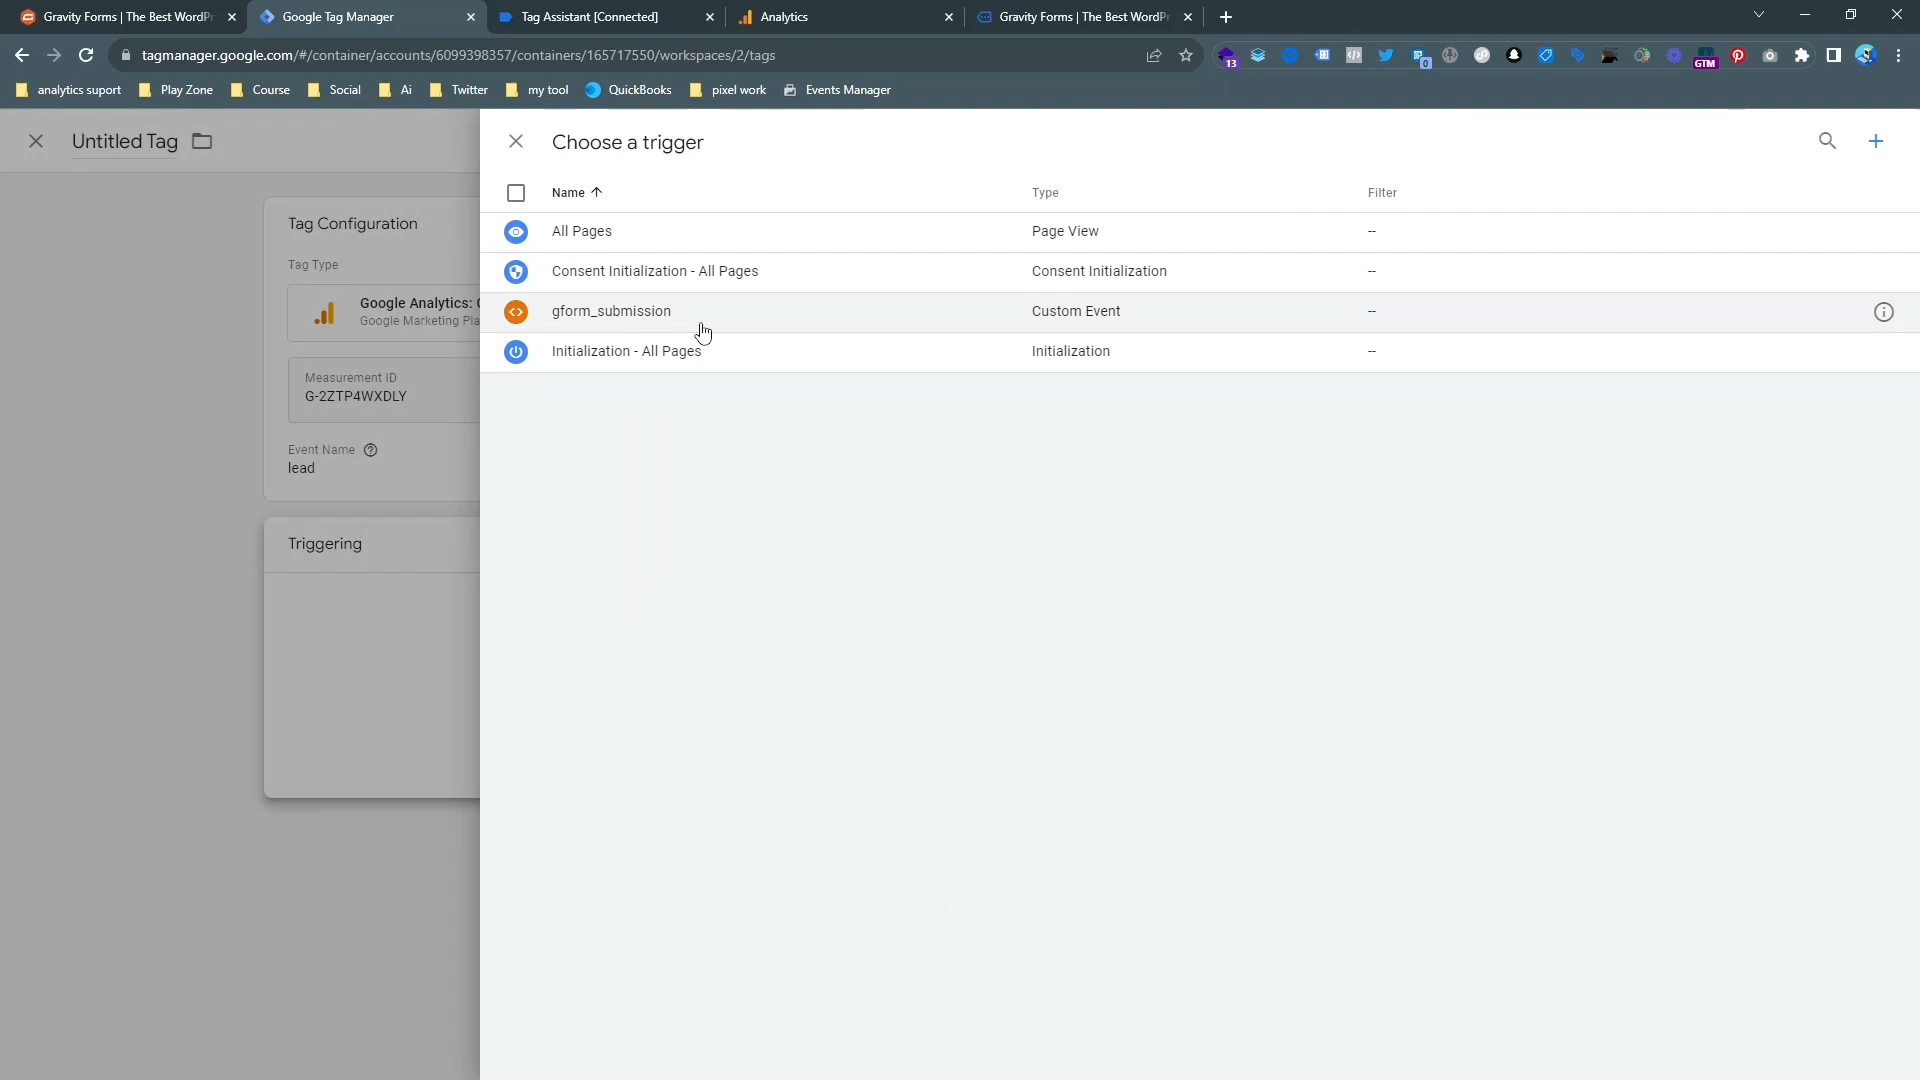 Gravity Forms | The Best WordPr
Google Tag Manager
Tag Assistant [Connected]
Analytics
Gravity Forms | The Best WordPr
tagmanager.google.com/#/container/accounts/6099398357/containers/165717550/workspaces/2/tags
13
0
GTM
analytics suport
Play Zone
Course
Social
Ai
Twitter
my tool
QuickBooks
pixel work
Events Manager
Untitled Tag
Choose a trigger
Name
Type
Filter
All Pages
Page View
--
Consent Initialization - All Pages
Consent Initialization
--
gform_submission
Custom Event
--
Initialization - All Pages
Initialization
--
Tag Configuration
Tag Type
Google Analytics:
Google Marketing Pla
Measurement ID
G-2ZTP4WXDLY
Event Name
lead
Triggering